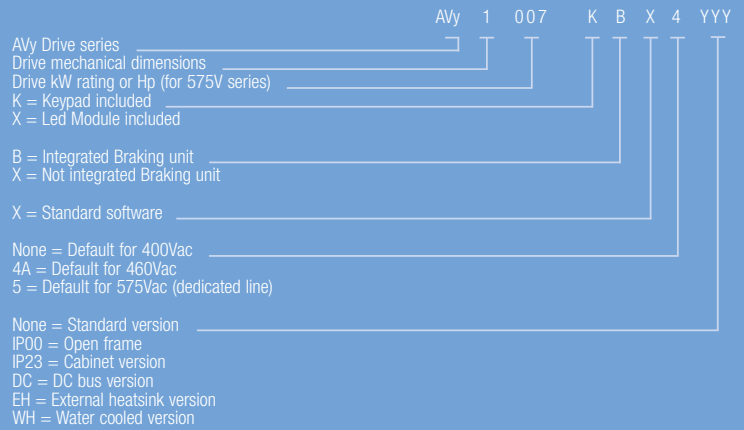 AVy 1 007 K B X 4 YYY
AVy Drive series
Drive mechanical dimensions
Drive kW rating or Hp (for 575V series)
K = Keypad included
X = Led Module included
B = Integrated Braking unit
X = Not integrated Braking unit
X = Standard software
None = Default for 400Vac
4A = Default for 460Vac
5 = Default for 575Vac (dedicated line)
None = Standard version
IP00 = Open frame
IP23 = Cabinet version
DC = DC bus version
EH = External heatsink version
WH = Water cooled version